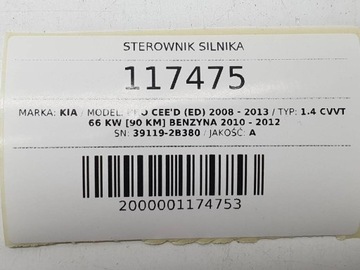 STEROWNIK SILNIKA
117475
MARKA: KIA / MODEL: O CEE'D (ED) 2008 - 2013 / TYP: 1.4 CVVT
66 KW [90 KM] BENZYNA 2010 - 2012
SN: 39119-2B380 / JAKOŚĆ: A
2000001174753